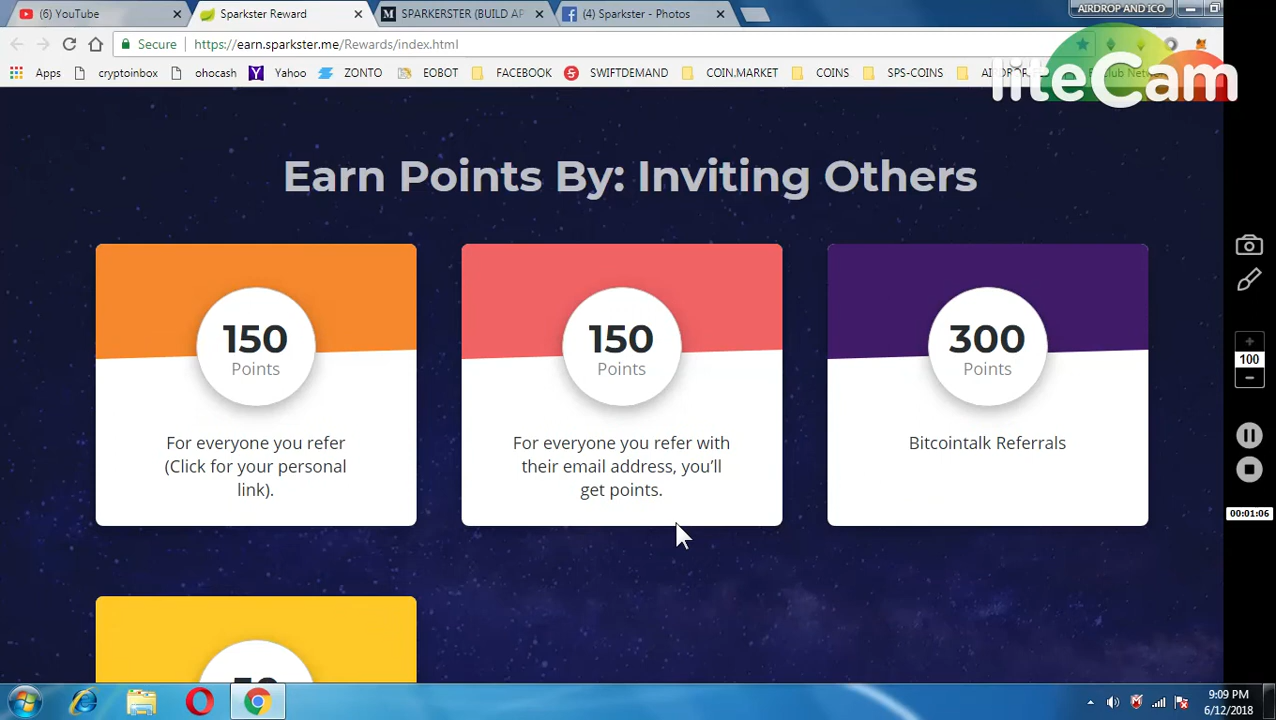 (6) YouTube
Sparkster Reward
SPARKERSTER (BUILD AP
(4) Sparkster - Photos
AIRDROP AND ICO
Secure
https://earn.sparkster.me/Rewards/index.html
Apps
cryptoinbox
ohocash
Yahoo
ZONTO
EOBOT
FACEBOOK
SWIFTDEMAND
COIN.MARKET
COINS
SPS-COINS
liteCam
Earn Points By: Inviting Others
150
Points
For everyone you refer
(Click for your personal
link).
150
Points
For everyone you refer with
their email address, you'll
get points.
300
Points
Bitcointalk Referrals
100
00:01:06
9:09 PM
6/12/2018